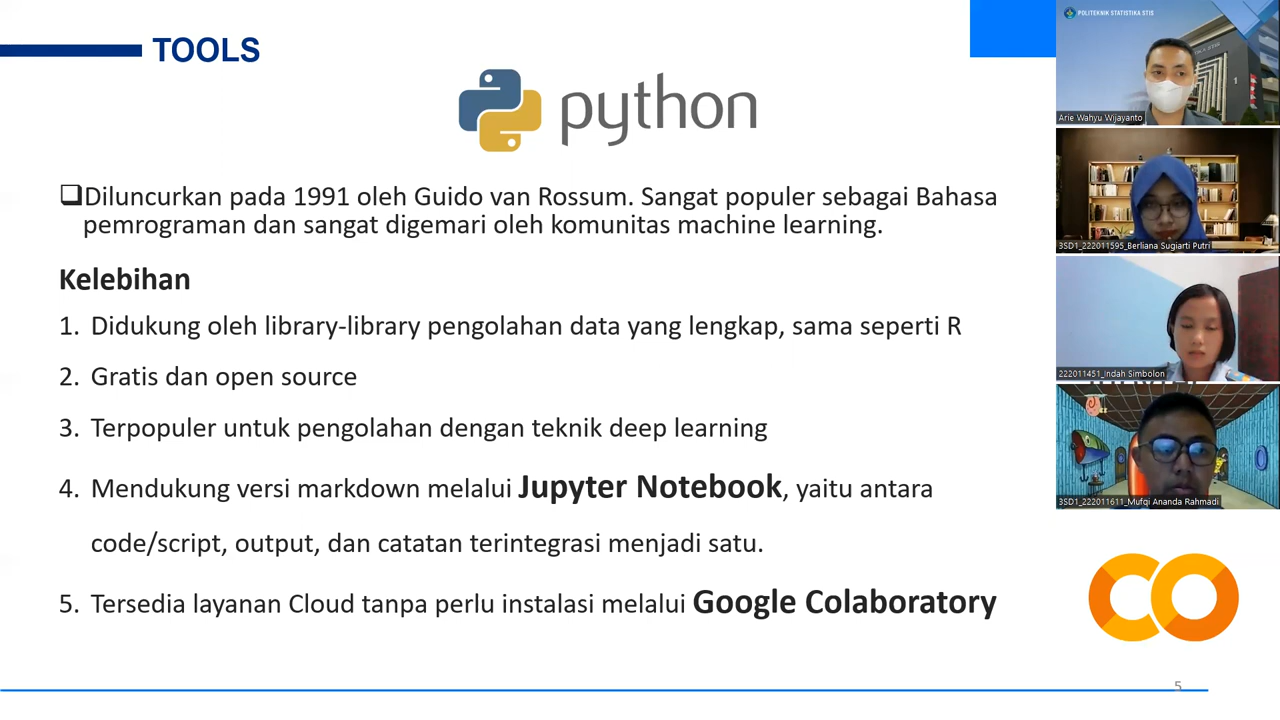 TOOLS
python
Diluncurkan pada 1991 oleh Guido van Rossum. Sangat populer sebagai Bahasa
pemrograman dan sangat digemari oleh komunitas machine learning.
Kelebihan
1. Didukung oleh library-library pengolahan data yang lengkap, sama seperti R
2. Gratis dan open source
3. Terpopuler untuk pengolahan dengan teknik deep learning
4. Mendukung versi markdown melalui Jupyter Notebook, yaitu antara
code/script, output, dan catatan terintegrasi menjadi satu.
5. Tersedia layanan Cloud tanpa perlu instalasi melalui Google Colaboratory
5
POLITEKNIK STATISTIKA STIS
Arie Wahyu Wijayanto
3SD1_222011595_Berliana Sugiarti Putri
222011451_Indah Simbolon
3SD1_222011611_Mufqi Ananda Rahmadi
CO